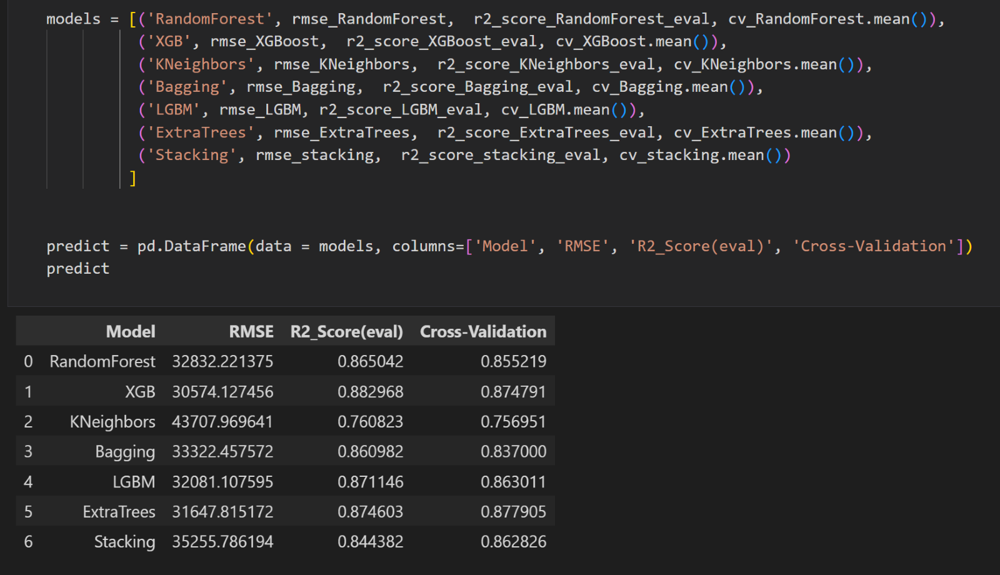 models = [('RandomForest', rmse_RandomForest,  r2_score_RandomForest_eval, cv_RandomForest.mean()),
('XGB', rmse_XGBoost,  r2_score_XGBoost_eval, cv_XGBoost.mean()),
('KNeighbors', rmse_KNeighbors,  r2_score_KNeighbors_eval, cv_KNeighbors.mean()),
('Bagging', rmse_Bagging,  r2_score_Bagging_eval, cv_Bagging.mean()),
('LGBM', rmse_LGBM, r2_score_LGBM_eval, cv_LGBM.mean()),
('ExtraTrees', rmse_ExtraTrees,  r2_score_ExtraTrees_eval, cv_ExtraTrees.mean()),
('Stacking', rmse_stacking,  r2_score_stacking_eval, cv_stacking.mean())
]
predict = pd.DataFrame(data = models, columns=['Model', 'RMSE', 'R2_Score(eval)', 'Cross-Validation'])
predict
Model RMSE R2_Score(eval) Cross-Validation
0 RandomForest 32832.221375 0.865042 0.855219
1 XGB 30574.127456 0.882968 0.874791
2 KNeighbors 43707.969641 0.760823 0.756951
3 Bagging 33322.457572 0.860982 0.837000
4 LGBM 32081.107595 0.871146 0.863011
5 ExtraTrees 31647.815172 0.874603 0.877905
6 Stacking 35255.786194 0.844382 0.862826